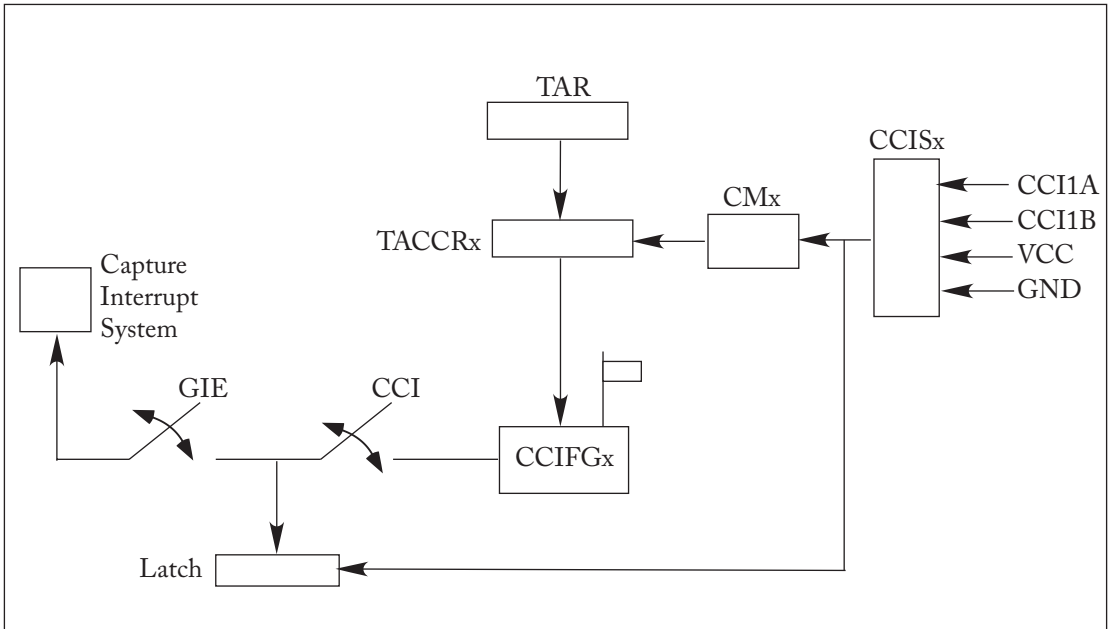 TAR
CCISx
CCI1A
CMx
CCI1B
TACCRx
VCC
Capture
Interrupt
System
GND
GIE
CCI
CCIFGx
Latch